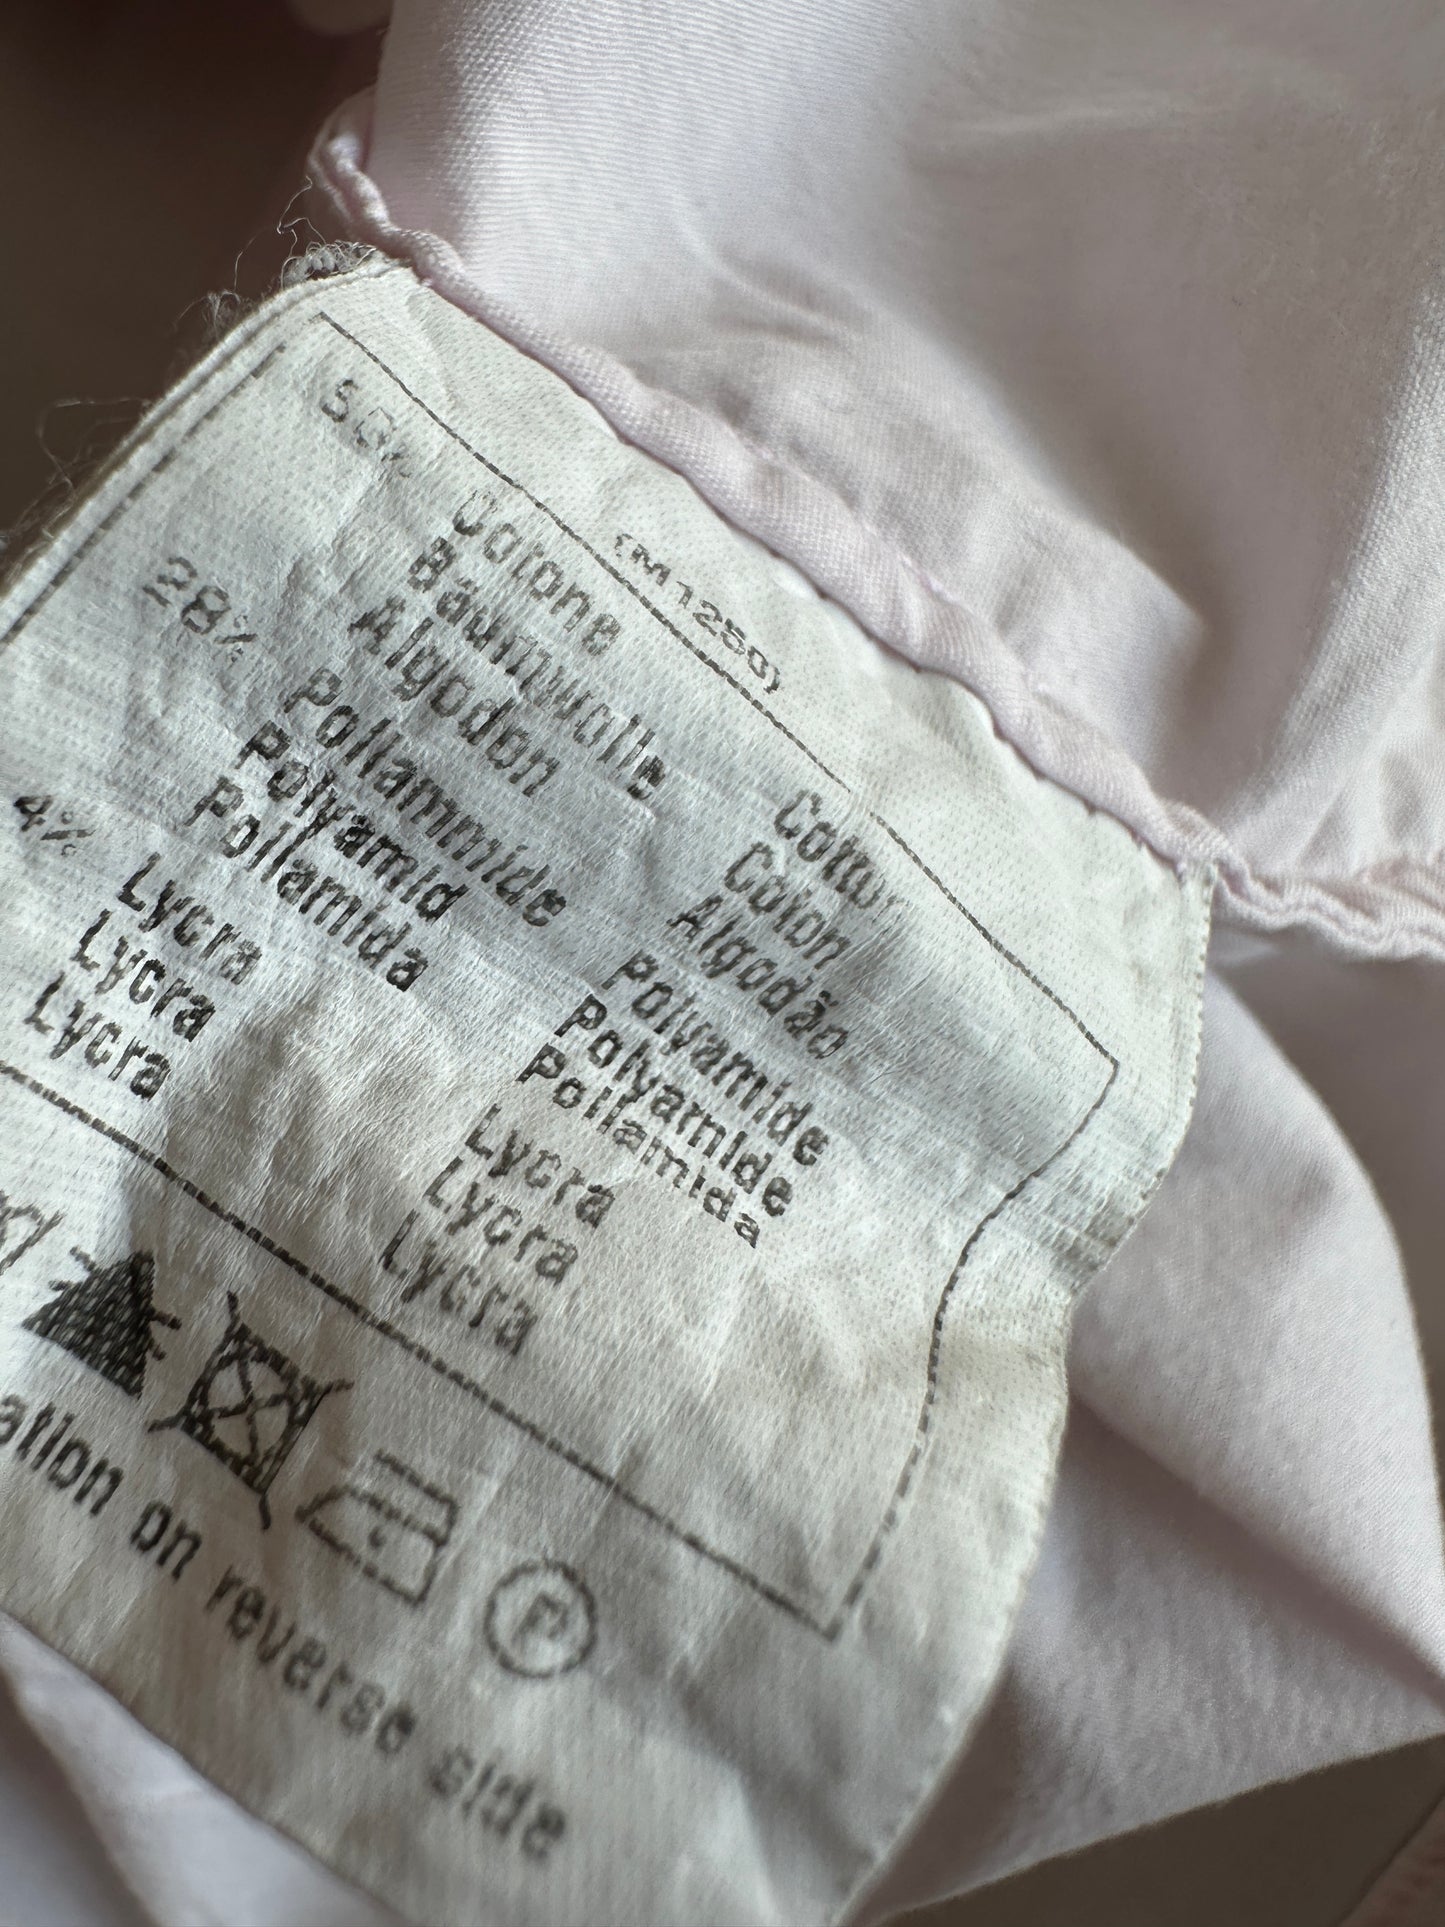 (M1250)
Cotone Cotto
Baumwolle Coton
Algodon Algodão
28% Poliammide Polyamide
Polyamid Polyamide
Poliamida Poliamida
4% Lycra Lycra
Lycra Lycra
Lycra Lycra
P
ation on reverse side